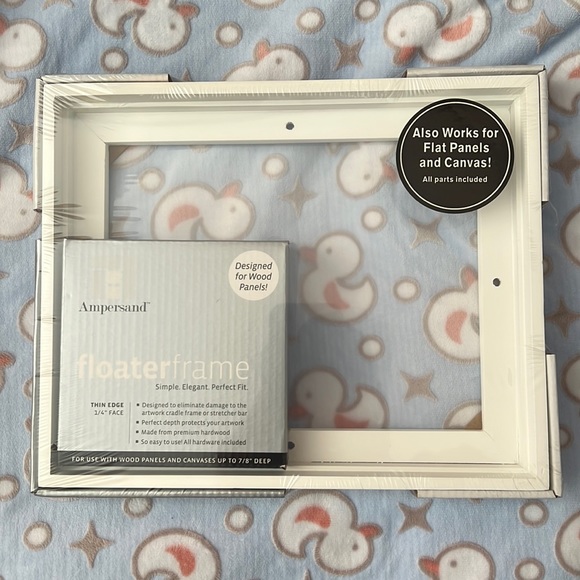 Also Works for
Flat Panels
and Canvas!
All parts included
Designed
for Wood
Panels!
Ampersand™
floaterframe
Simple. Elegant. Perfect Fit.
THIN EDGE
1/4" FACE
• Designed to eliminate damage to the
artwork cradle frame or stretcher bar
• Perfect depth protects your artwork
• Made from premium hardwood
• So easy to use! All hardware included
FOR USE WITH WOOD PANELS AND CANVASES UP TO 7/8" DEEP